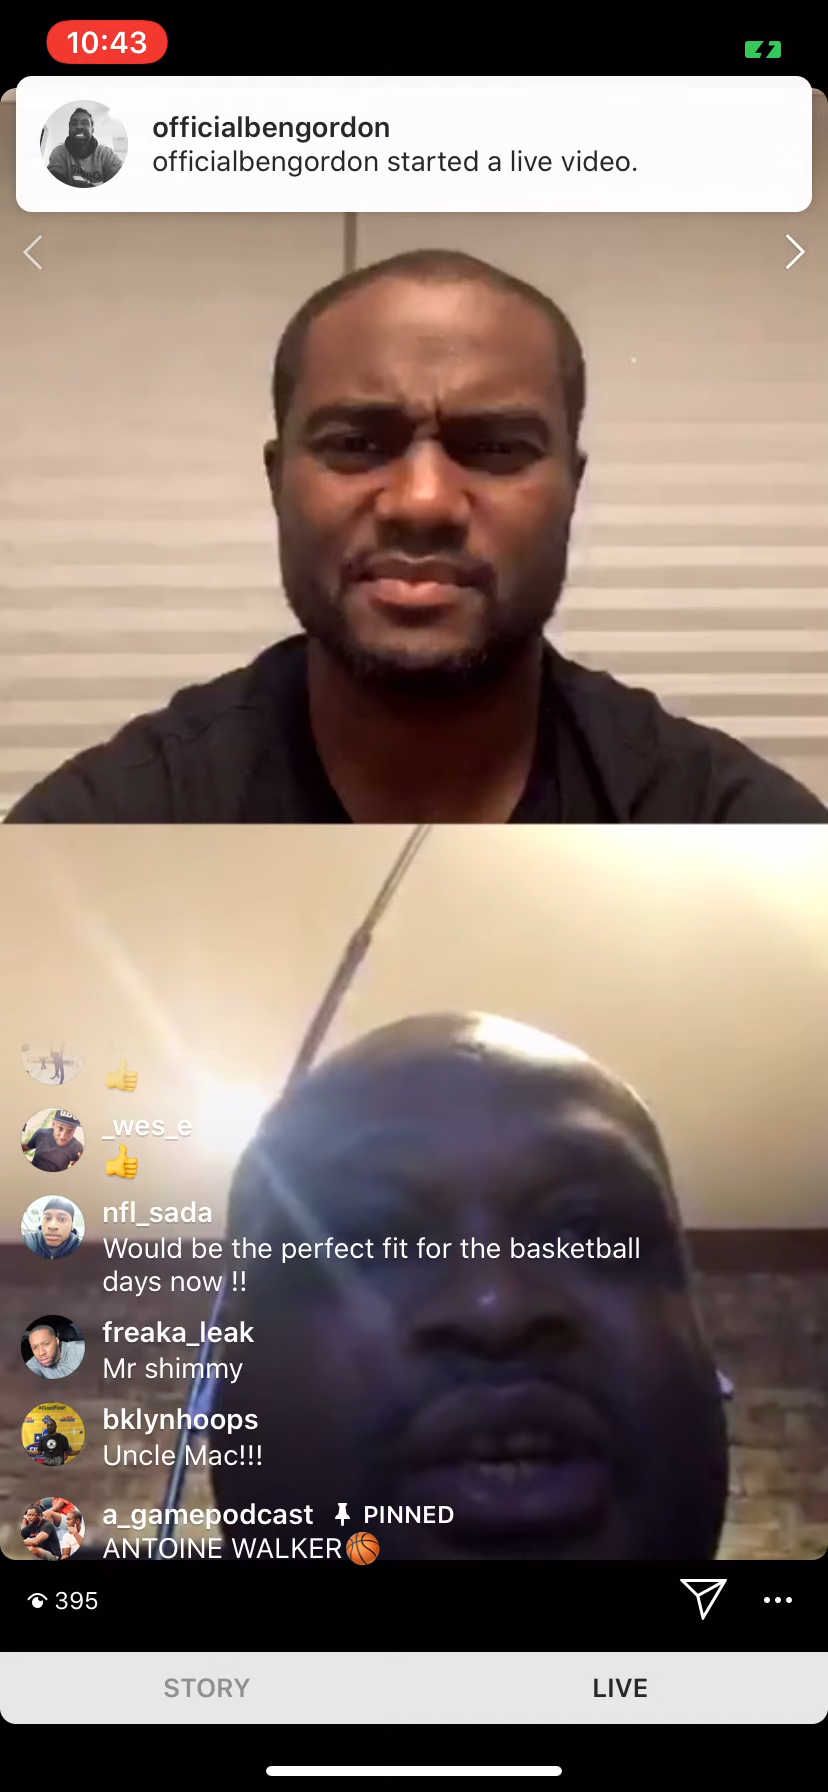 10:43
officialbengordon
officialbengordon started a live video.
👍
_wes_e
👍
nfl_sada
Would be the perfect fit for the basketball
days now !!
freaka_leak
Mr shimmy
bklynhoops
Uncle Mac!!!
a_gamepodcast PINNED
ANTOINE WALKER🏀
395
STORY LIVE